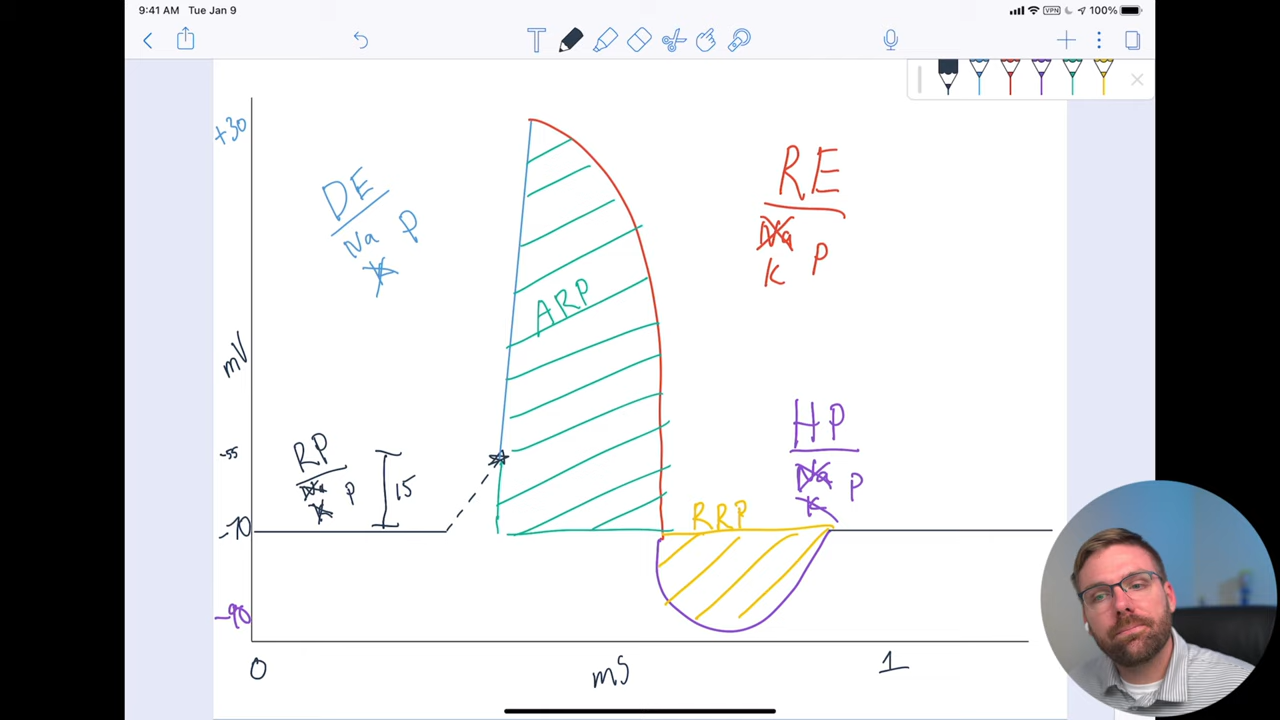 9:41 AM Tue Jan 9
VPN 100%
T
+30
DE
Na P
K
RE
Na
K P
ARP
mV
-55
RP
Na P
K
15
HP
Na P
K
RRP
-70
-90
0 mS 1